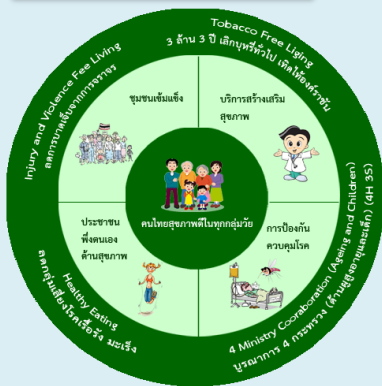 Tobacco Free Liging
3 ล้าน 3 ปี เลิกบุหรี่ทั่วไป เทิดไท้องค์ราชัน
Injury and Violence Fee Living
ลดการบาดเจ็บจากการจราจร
ชุมชนเข้มแข็ง
บริการสร้างเสริม
สุขภาพ
คนไทยสุขภาพดีในทุกกลุ่มวัย
ประชาชน
พึ่งตนเอง
ด้านสุขภาพ
การป้องกัน
ควบคุมโรค
Healthy Eating
ลดกลุ่มเสี่ยงโรคเรื้อรัง มะเร็ง
4 Ministry Cooraboration (Ageing and Children)
บูรณาการ 4 กระทรวง (ด้านผู้สูงอายุและเด็ก) (4H 3S)